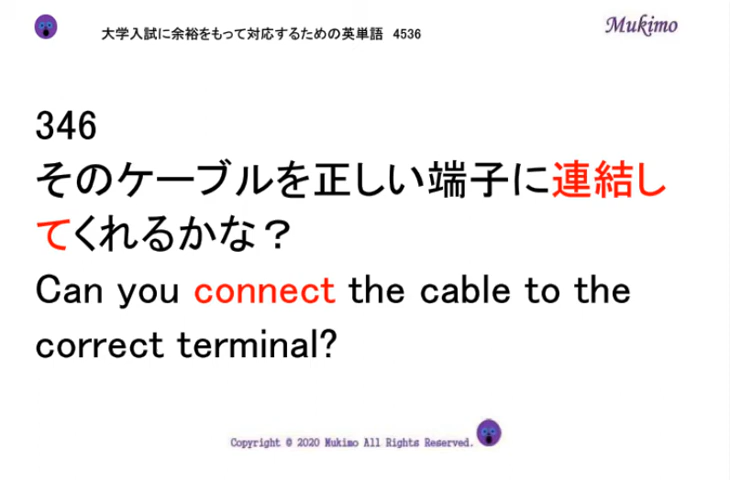 大学入試に余裕をもって対応するための英単語 4536
Mukimo
346
そのケーブルを正しい端子に連結し
てくれるかな？
Can you connect the cable to the
correct terminal?
Copyright © 2020 Mukimo All Rights Reserved.